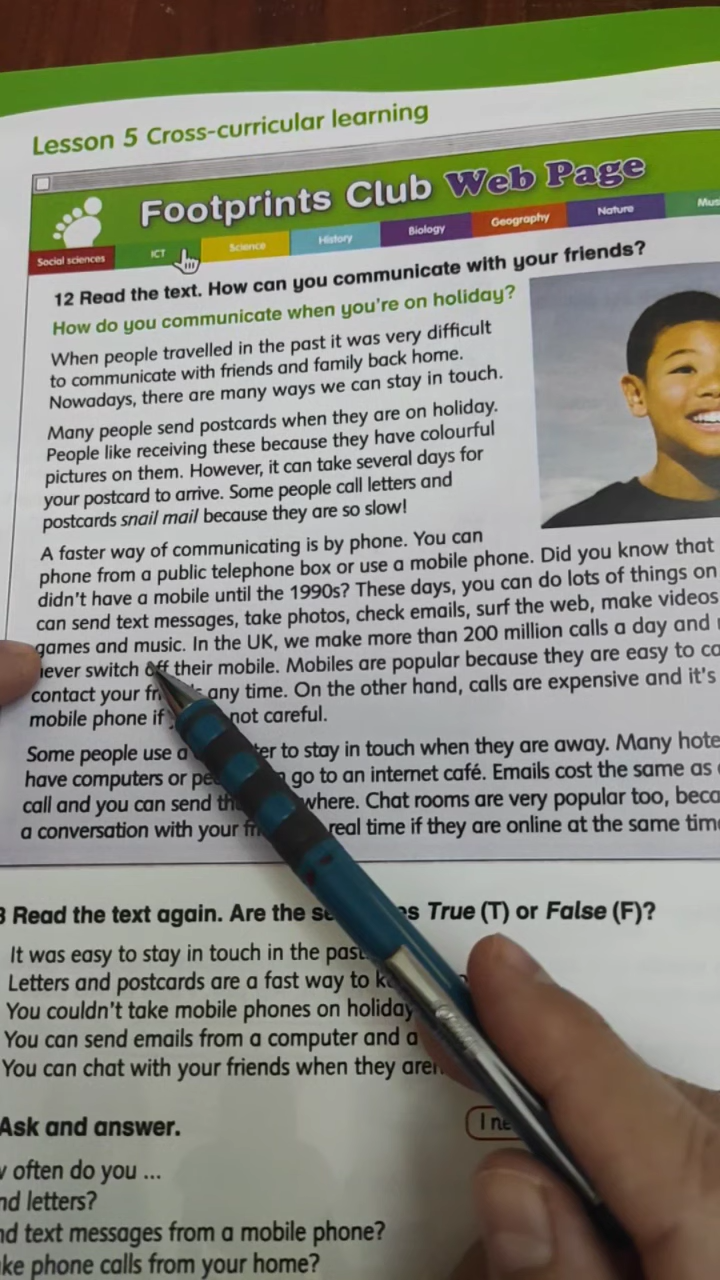 Lesson 5 Cross-curricular learning
Footprints Club Web Page
Social sciences ICT Science History Biology Geography Nature
12 Read the text. How can you communicate with your friends?
How do you communicate when you're on holiday?
When people travelled in the past it was very difficult
to communicate with friends and family back home.
Nowadays, there are many ways we can stay in touch.
Many people send postcards when they are on holiday.
People like receiving these because they have colourful
pictures on them. However, it can take several days for
your postcard to arrive. Some people call letters and
postcards snail mail because they are so slow!
A faster way of communicating is by phone. You can
phone from a public telephone box or use a mobile phone. Did you know that
didn't have a mobile until the 1990s? These days, you can do lots of things on
can send text messages, take photos, check emails, surf the web, make videos
games and music. In the UK, we make more than 200 million calls a day and
never switch off their mobile. Mobiles are popular because they are easy to
contact your any time. On the other hand, calls are expensive and it's
mobile phone if not careful.
Some people use a to stay in touch when they are away. Many
have computers or go to an internet café. Emails cost the same as
call and you can send Chat rooms are very popular too,
a conversation with your real time if they are online at the same
Read the text again. Are the True (T) or False (F)?
It was easy to stay in touch in the past
Letters and postcards are a fast way to
You couldn't take mobile phones on holiday
You can send emails from a computer and a
You can chat with your friends when they
Ask and answer.
often do you ...
letters?
text messages from a mobile phone?
phone calls from your home?